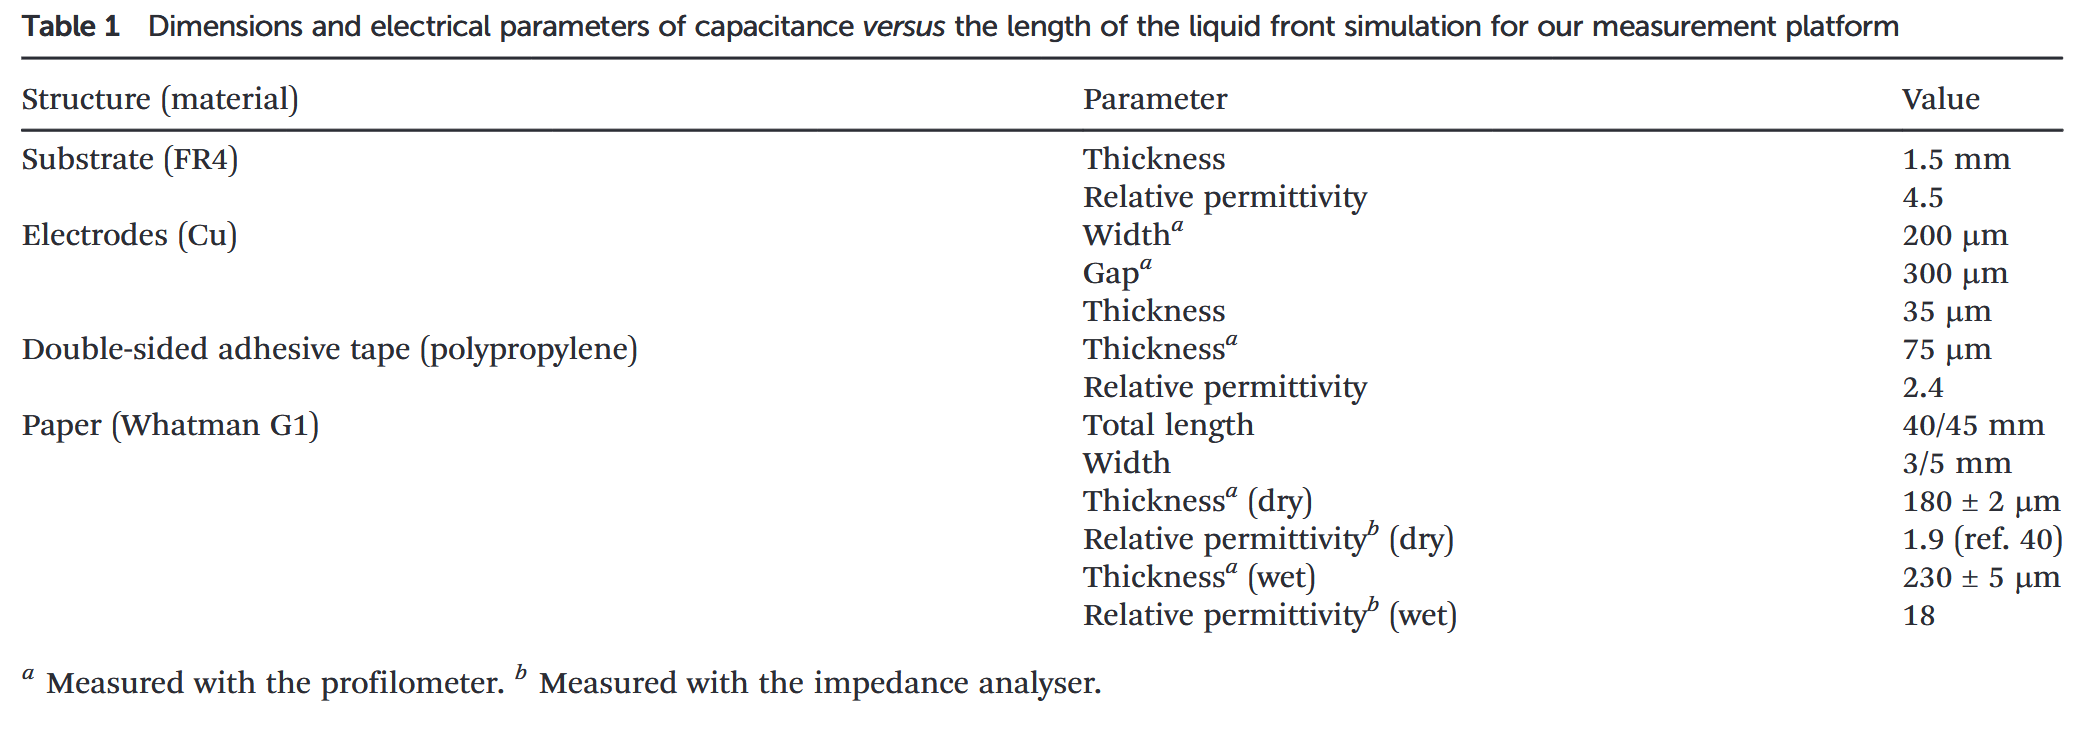 Table 1 Dimensions and electrical parameters of capacitance versus the length of the liquid front simulation for our measurement platform
Structure (material) Parameter Value
Substrate (FR4) Thickness 1.5 mm
Relative permittivity 4.5
Electrodes (Cu) Width^a 200 μm
Gap^a 300 μm
Thickness 35 μm
Double-sided adhesive tape (polypropylene) Thickness^a 75 μm
Relative permittivity 2.4
Paper (Whatman G1) Total length 40/45 mm
Width 3/5 mm
Thickness^a (dry) 180 ± 2 μm
Relative permittivity^b (dry) 1.9 (ref. 40)
Thickness^a (wet) 230 ± 5 μm
Relative permittivity^b (wet) 18
^a Measured with the profilometer. ^b Measured with the impedance analyser.